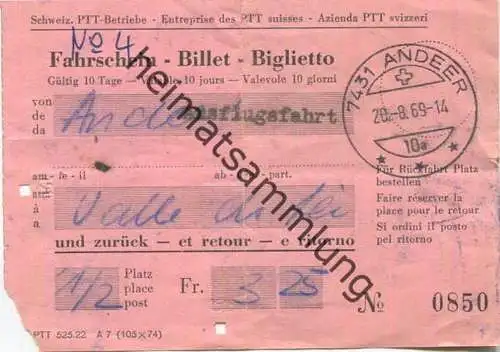 Schweiz. PTT-Betriebe - Entreprise des PTT suisses - Azienda PTT svizzeri
No 4
Fahrschein - Billet - Biglietto
Gültig 10 Tage - Valable 10 jours - Valevole 10 giorni
7431 ANDEER
20.-8.69-14
10a
von
de
da
Andeer
Ausflugsfahrt
am - fe - il
ab - part.
Für Rückfahrt Platz
bestellen
Faire réserver la
place pour le retour
Si ordini il posto
pel ritorno
à
a
Valle di Lei
und zurück — et retour — e ritorno
1/2
Platz
place
post
Fr.
3 25
No 0850
PTT 525.22 A 7 (105 × 74)
heimatsammlung